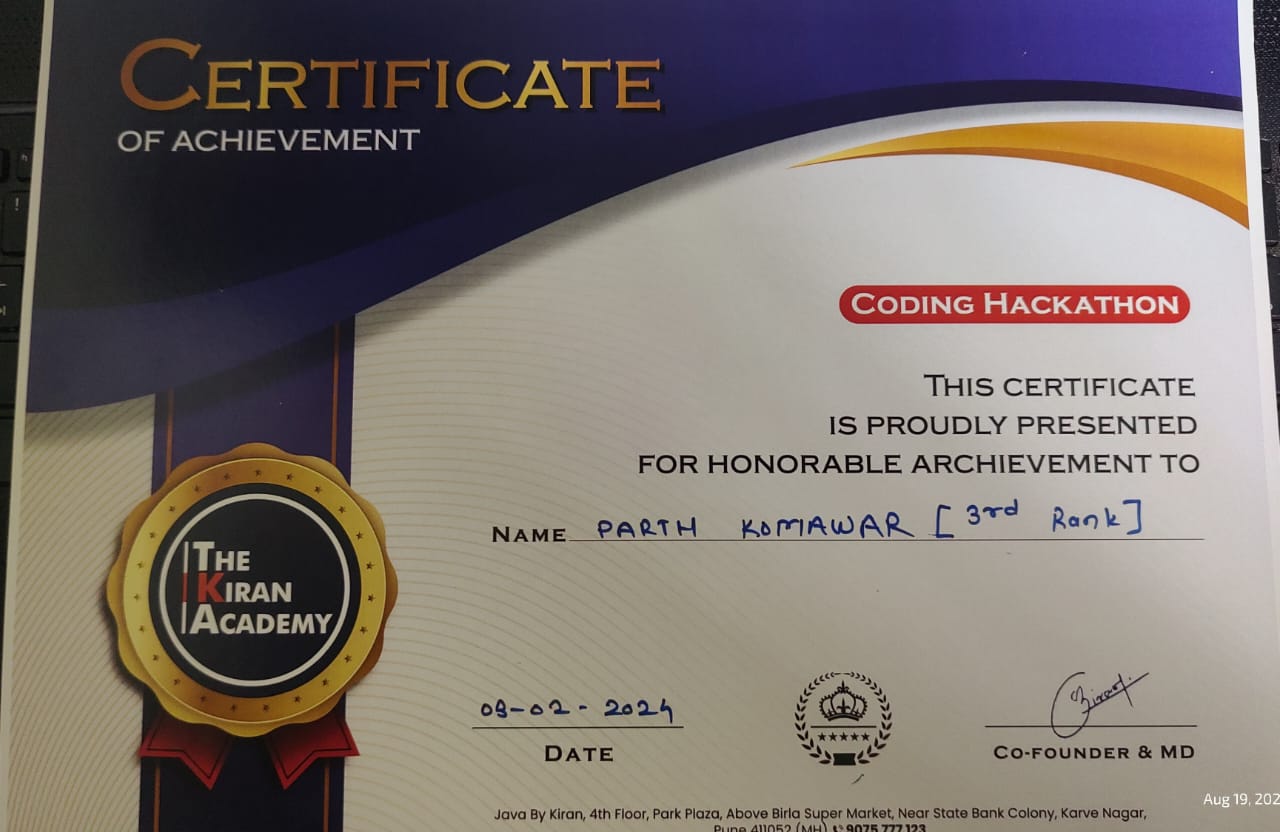 CERTIFICATE
OF ACHIEVEMENT
CODING HACKATHON
THIS CERTIFICATE
IS PROUDLY PRESENTED
FOR HONORABLE ARCHIEVEMENT TO
NAME PARTH KOMAWAR [3rd Rank]
THE
KIRAN
ACADEMY
09-02-2024
DATE
CO-FOUNDER & MD
Java By Kiran, 4th Floor, Park Plaza, Above Birla Super Market, Near State Bank Colony, Karve Nagar,
Pune 411052 (MH) 9075 777 123
Aug 19, 202